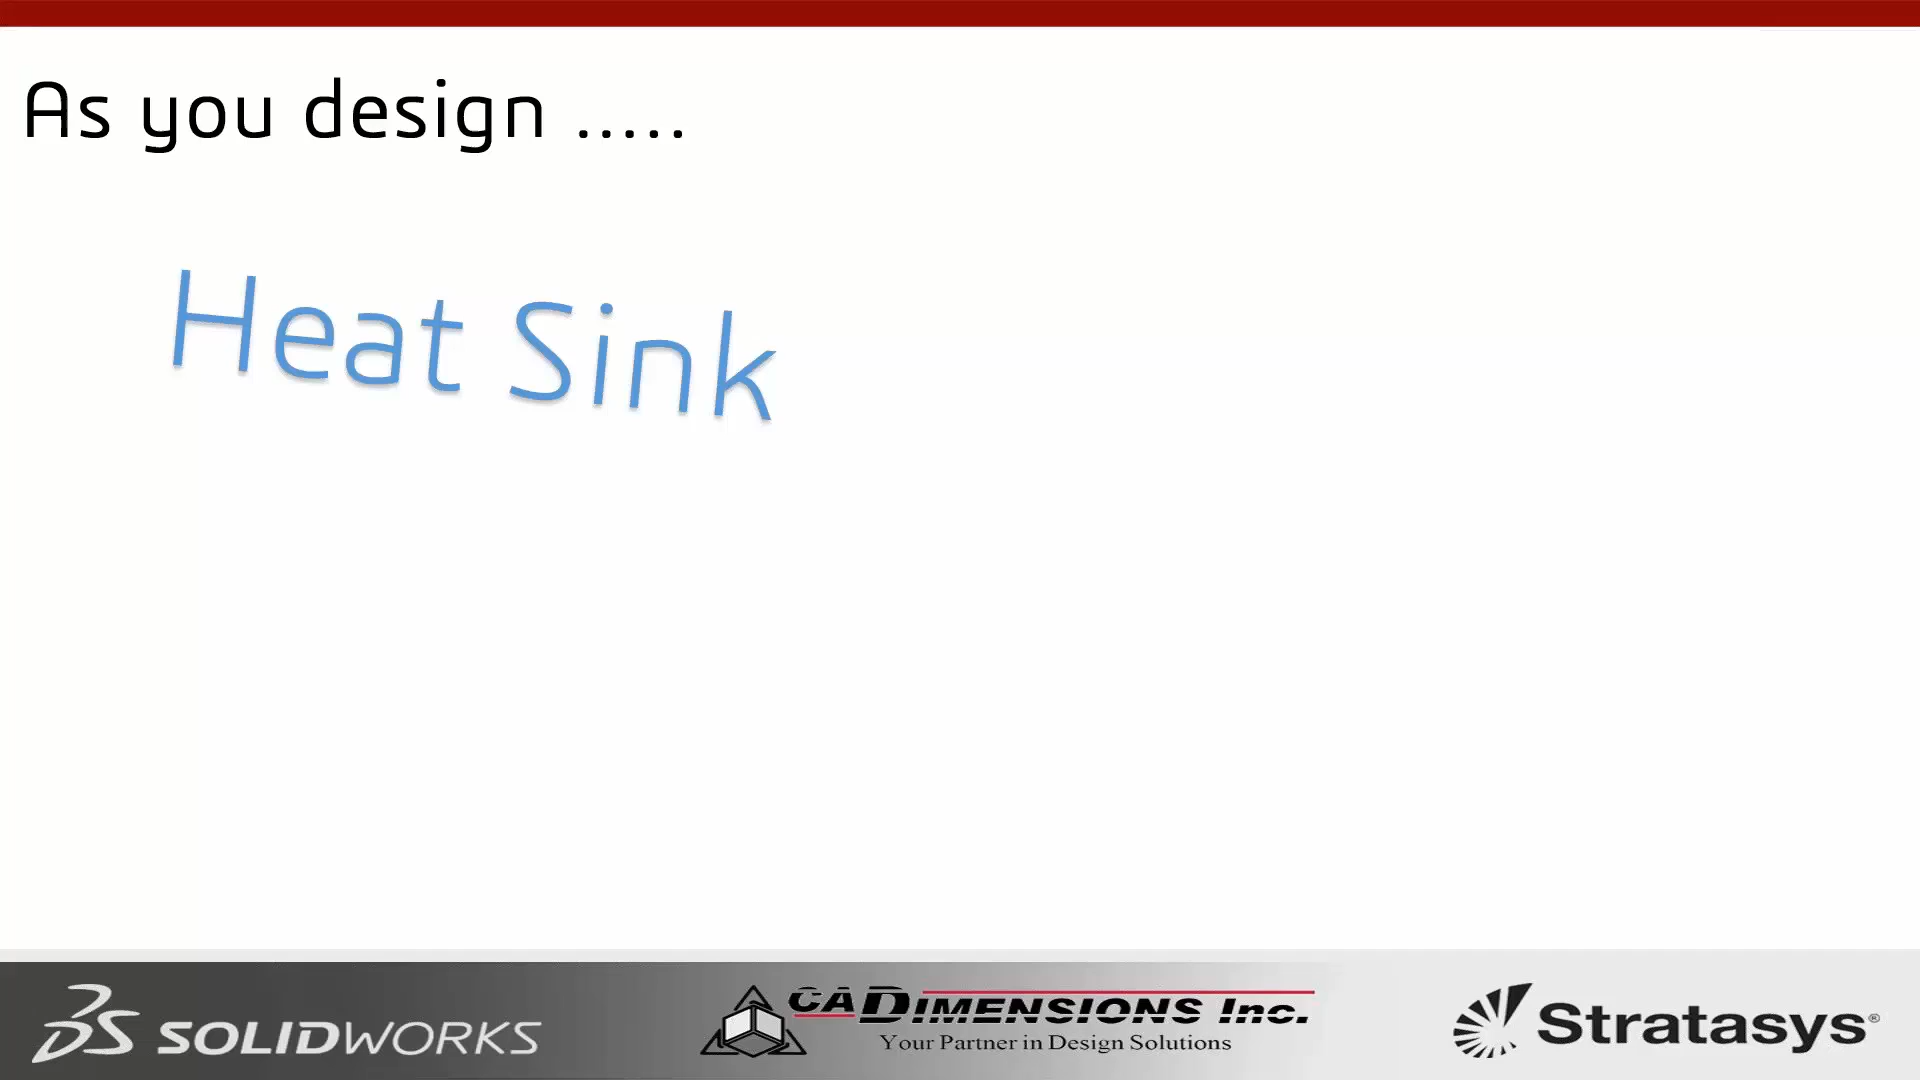 As you design .....
Heat Sink
SOLIDWORKS
CADIMENSIONS Inc.
Your Partner in Design Solutions
Stratasys®